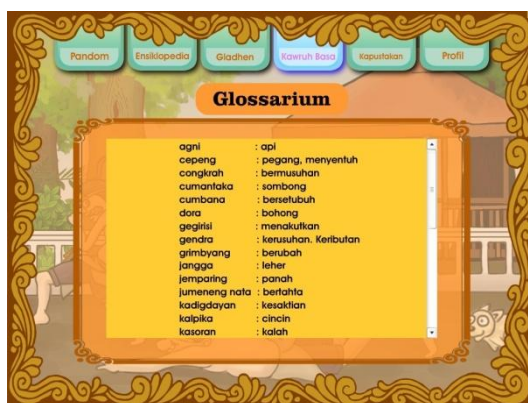 Pandom Ensiklopedia Gladhen Kawruh Basa Kapustakan Profil
Glossarium
agni : api
cepeng : pegang, menyentuh
congkrah : bermusuhan
cumantaka : sombong
cumbana : bersetubuh
dora : bohong
gegirisi : menakutkan
gendra : kerusuhan. Keributan
grimbyang : berubah
jangga : leher
jemparing : panah
jumeneng nata : bertahta
kadigdayan : kesaktian
kalpika : cincin
kasoran : kalah